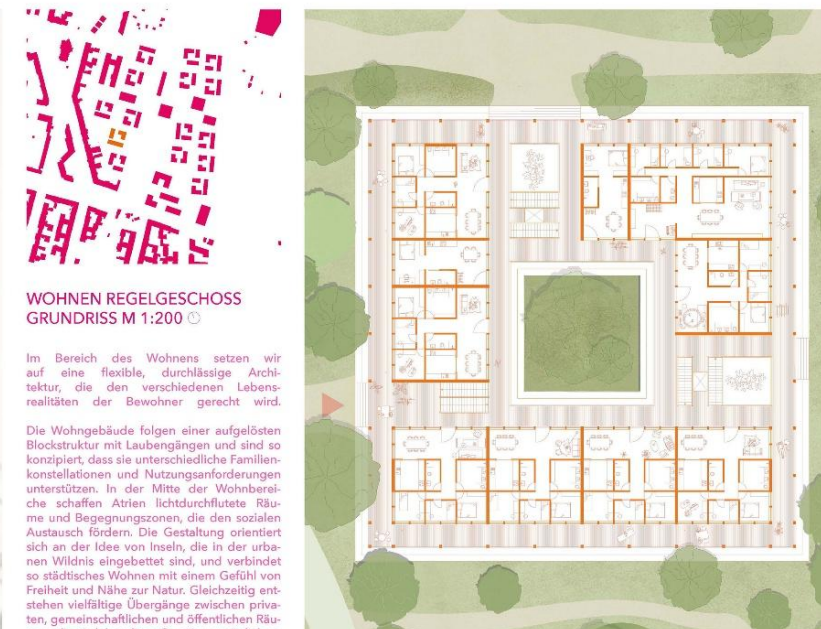 WOHNEN REGELGESCHOSS
GRUNDRISS M 1:200
Im Bereich des Wohnens setzen wir
auf eine flexible, durchlässige Archi-
tektur, die den verschiedenen Lebens-
realitäten der Bewohner gerecht wird.
Die Wohngebäude folgen einer aufgelösten
Blockstruktur mit Laubengängen und sind so
konzipiert, dass sie unterschiedliche Familien-
konstellationen und Nutzungsanforderungen
unterstützen. In der Mitte der Wohnberei-
che schaffen Atrien lichtdurchflutete Räu-
me und Begegnungszonen, die den sozialen
Austausch fördern. Die Gestaltung orientiert
sich an der Idee von Inseln, die in der urba-
nen Wildnis eingebettet sind, und verbindet
so städtisches Wohnen mit einem Gefühl von
Freiheit und Nähe zur Natur. Gleichzeitig ent-
stehen vielfältige Übergänge zwischen priva-
ten, gemeinschaftlichen und öffentlichen Räu-